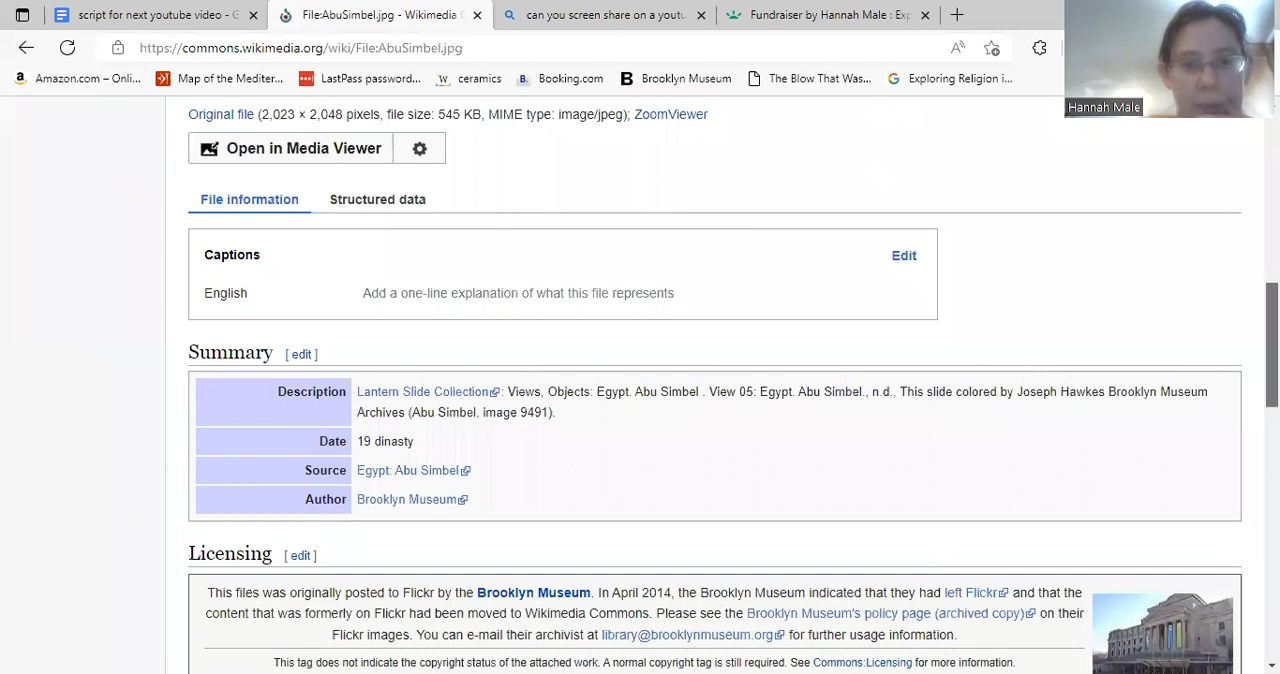 script for next youtube video - G
File:AbuSimbel.jpg - Wikimedia C
can you screen share on a youtu
Fundraiser by Hannah Male : Exp
https://commons.wikimedia.org/wiki/File:AbuSimbel.jpg
Amazon.com – Onli...
Map of the Mediter...
LastPass password...
ceramics
Booking.com
Brooklyn Museum
The Blow That Was...
Exploring Religion i...
Hannah Male
Original file (2,023 × 2,048 pixels, file size: 545 KB, MIME type: image/jpeg); ZoomViewer
Open in Media Viewer
File information Structured data
Captions Edit
English Add a one-line explanation of what this file represents
Summary [ edit ]
Description Lantern Slide Collection: Views, Objects: Egypt. Abu Simbel . View 05: Egypt. Abu Simbel., n.d., This slide colored by Joseph Hawkes Brooklyn Museum
Archives (Abu Simbel, image 9491).
Date 19 dinasty
Source Egypt: Abu Simbel
Author Brooklyn Museum
Licensing [ edit ]
This files was originally posted to Flickr by the Brooklyn Museum. In April 2014, the Brooklyn Museum indicated that they had left Flickr and that the
content that was formerly on Flickr had been moved to Wikimedia Commons. Please see the Brooklyn Museum's policy page (archived copy) on their
Flickr images. You can e-mail their archivist at library@brooklynmuseum.org for further usage information.
This tag does not indicate the copyright status of the attached work. A normal copyright tag is still required. See Commons:Licensing for more information.